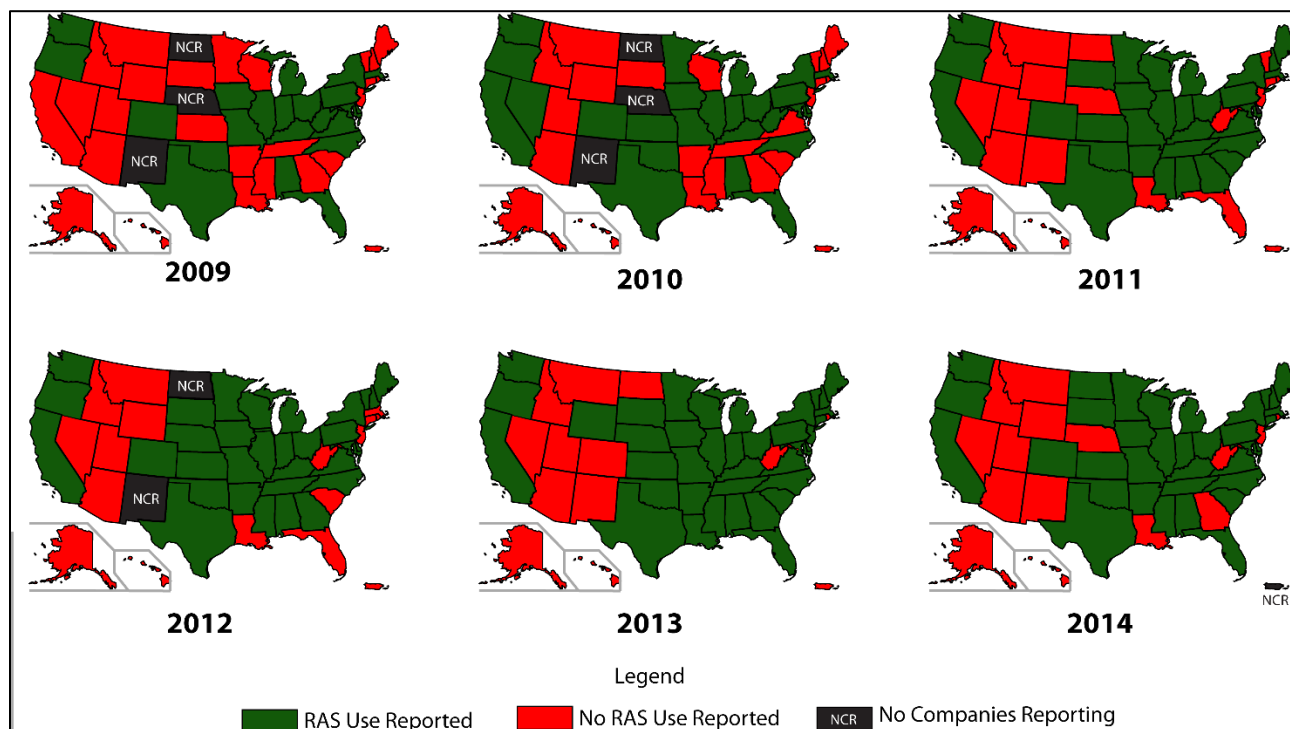 NCR
NCR
NCR
2009
NCR
NCR
NCR
2010
2011
NCR
NCR
2012
2013
NCR
2014
Legend
RAS Use Reported
No RAS Use Reported
NCR No Companies Reporting